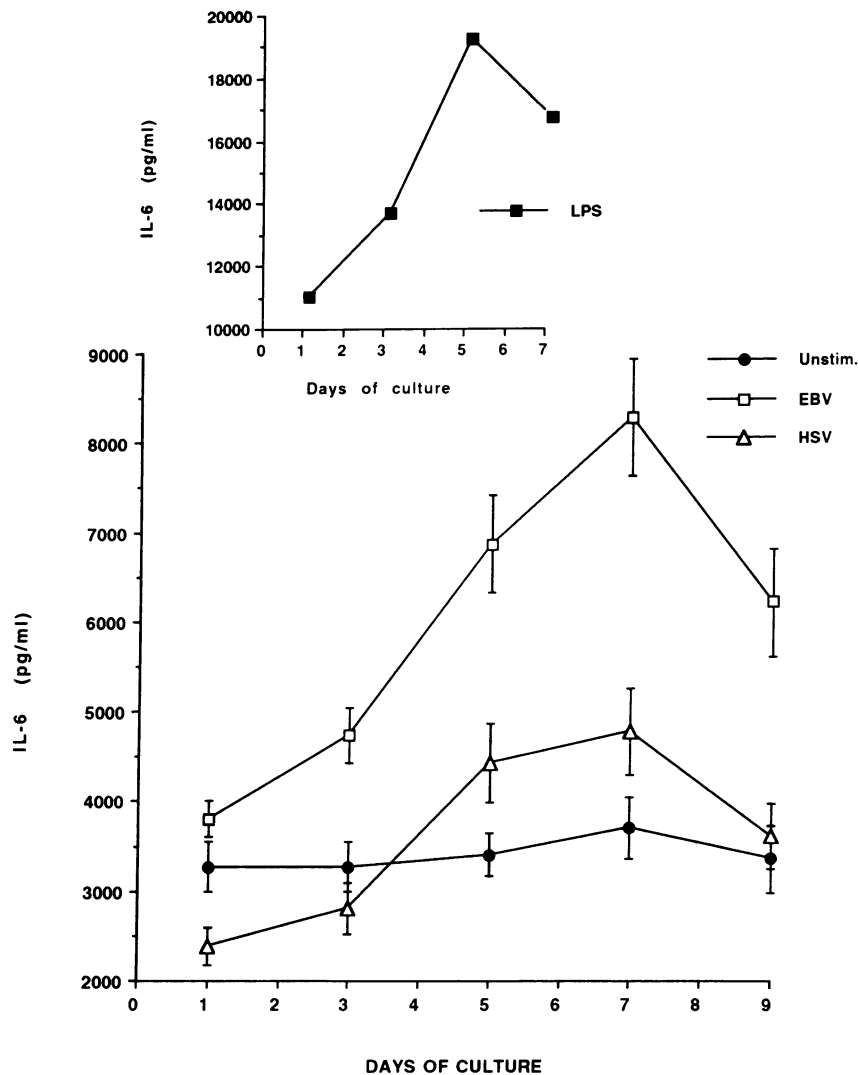 20000
18000
16000
14000
12000
10000
IL-6 (pg/ml)
LPS
0 1 2 3 4 5 6 7
Days of culture
9000
8000
7000
6000
5000
4000
3000
2000
IL-6 (pg/ml)
Unstim.
EBV
HSV
0 1 2 3 4 5 6 7 8 9
DAYS OF CULTURE